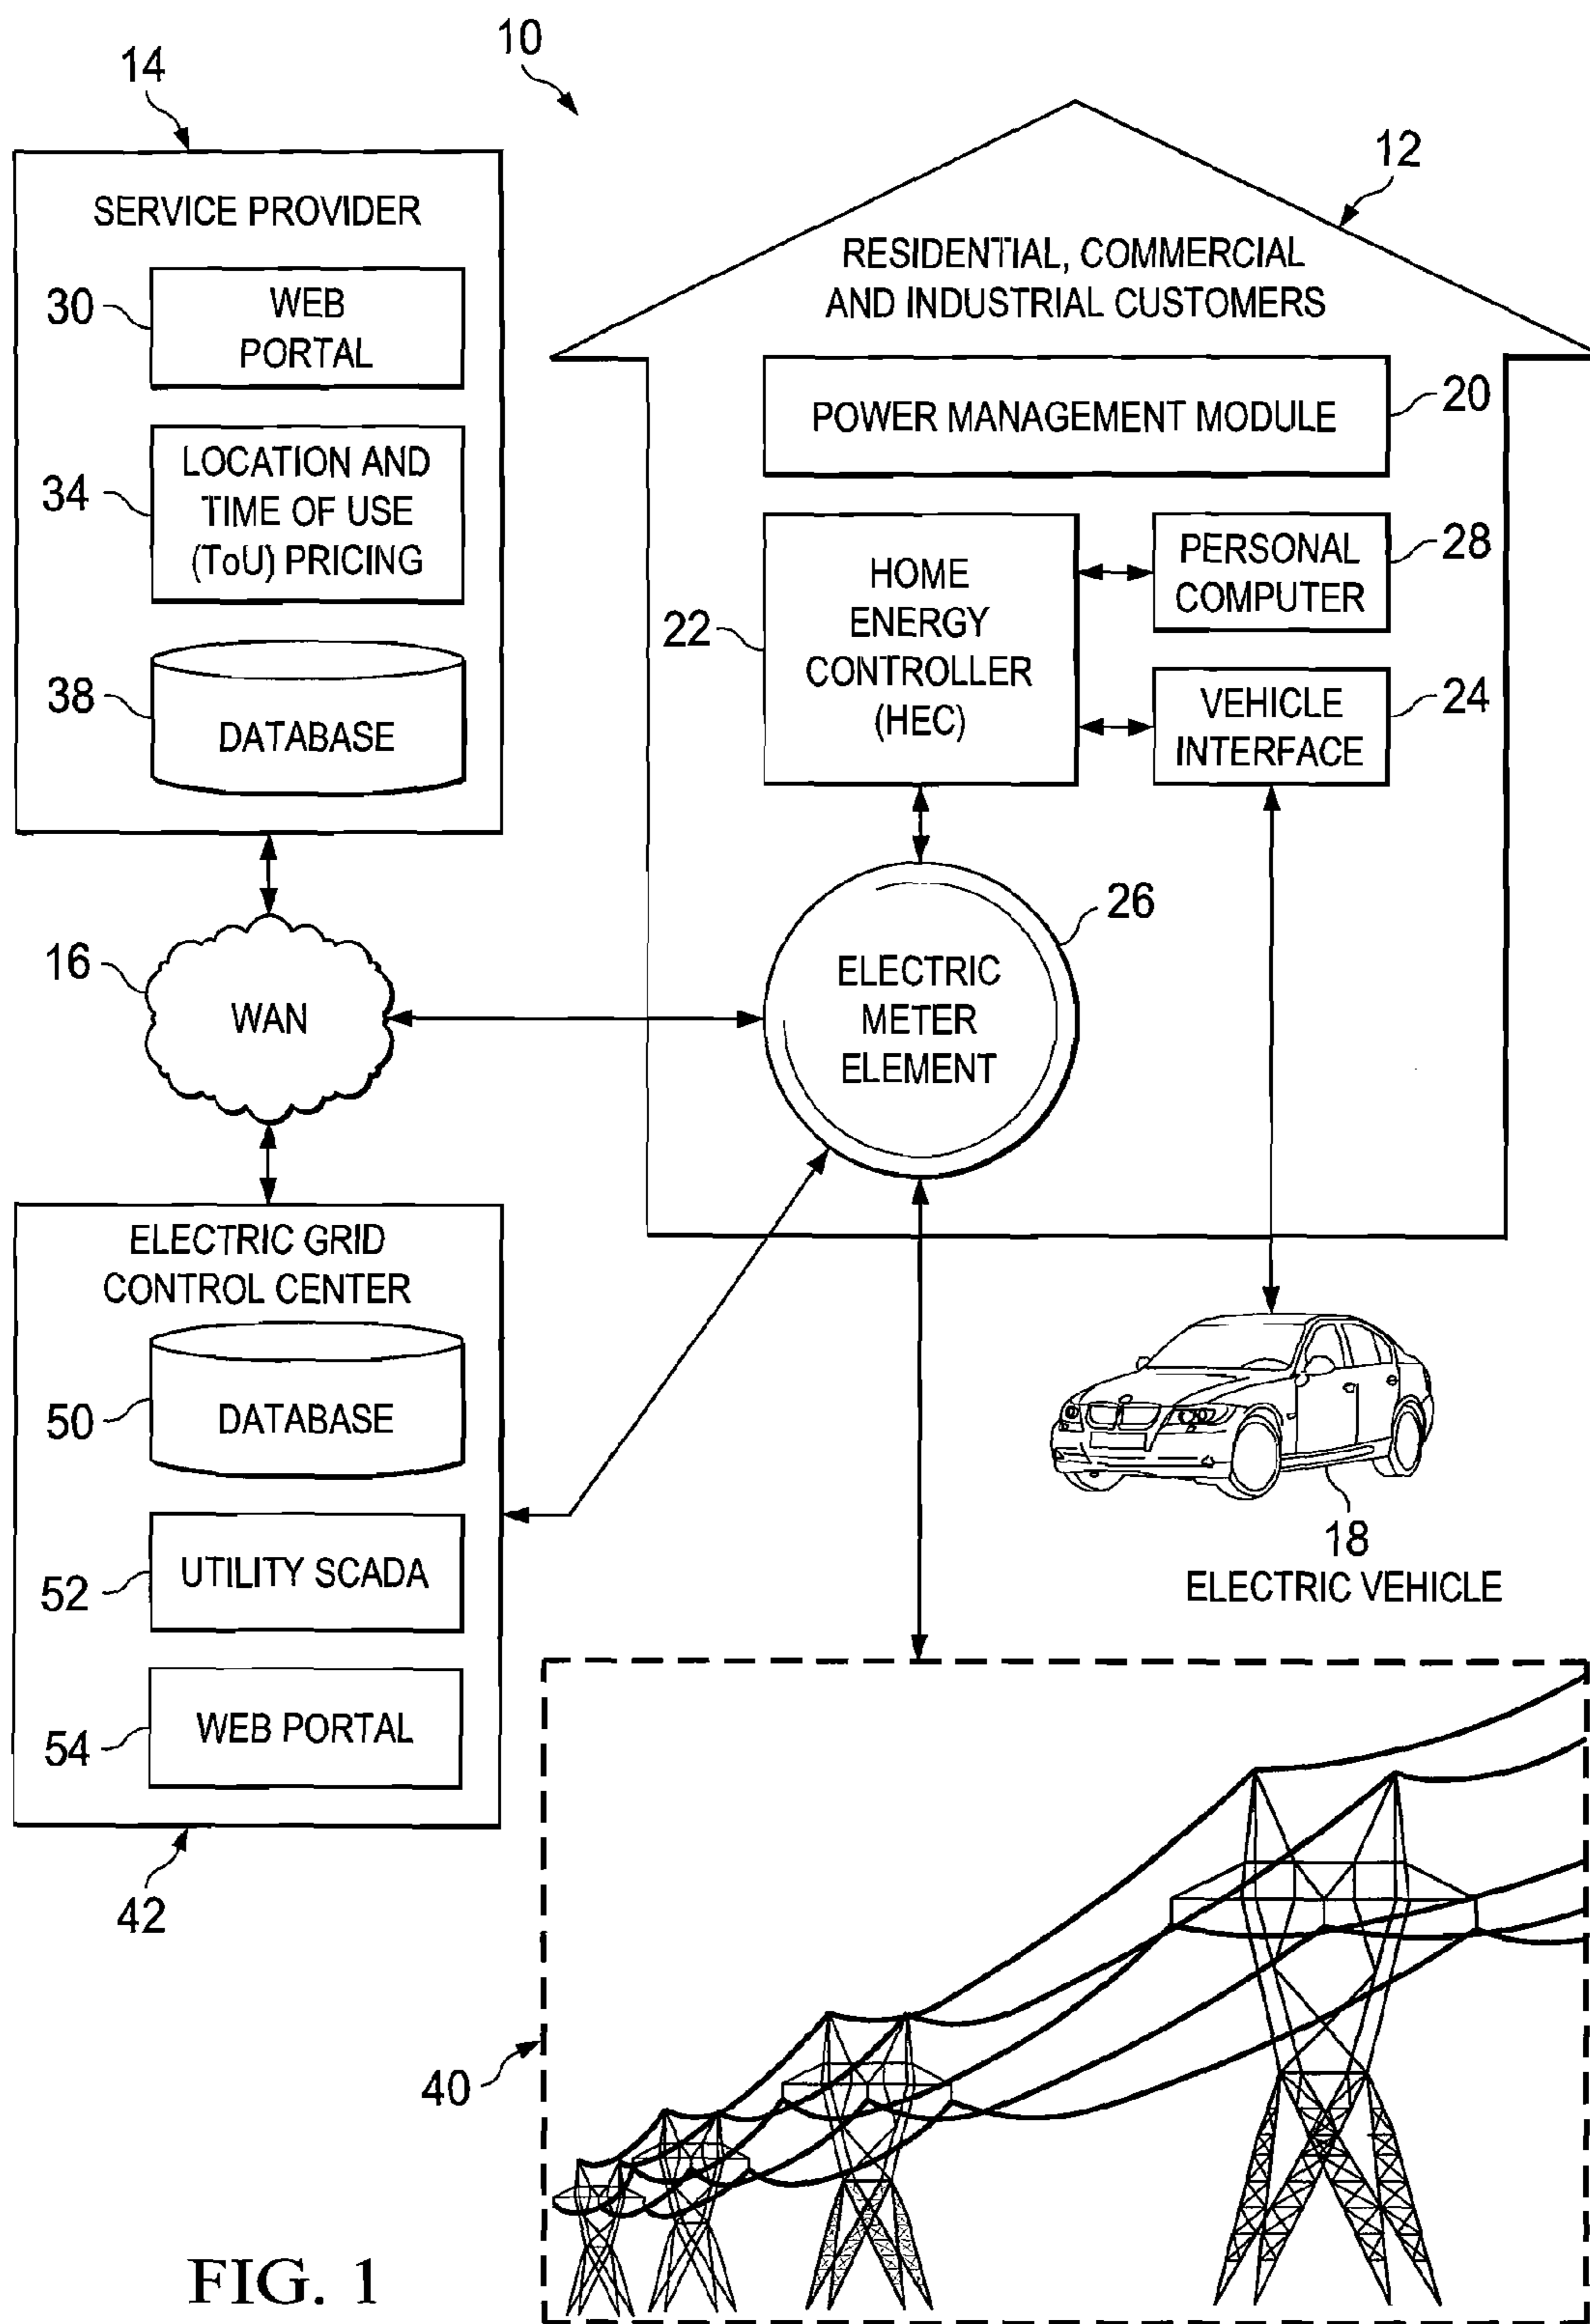 10
14
SERVICE PROVIDER
30
WEB
PORTAL
34
LOCATION AND
TIME OF USE
(ToU) PRICING
38
DATABASE
12
RESIDENTIAL, COMMERCIAL
AND INDUSTRIAL CUSTOMERS
POWER MANAGEMENT MODULE
20
22
HOME
ENERGY
CONTROLLER
(HEC)
PERSONAL
COMPUTER
28
VEHICLE
INTERFACE
24
16
WAN
ELECTRIC
METER
ELEMENT
26
ELECTRIC GRID
CONTROL CENTER
50
DATABASE
52
UTILITY SCADA
54
WEB PORTAL
42
18
ELECTRIC VEHICLE
40
FIG. 1